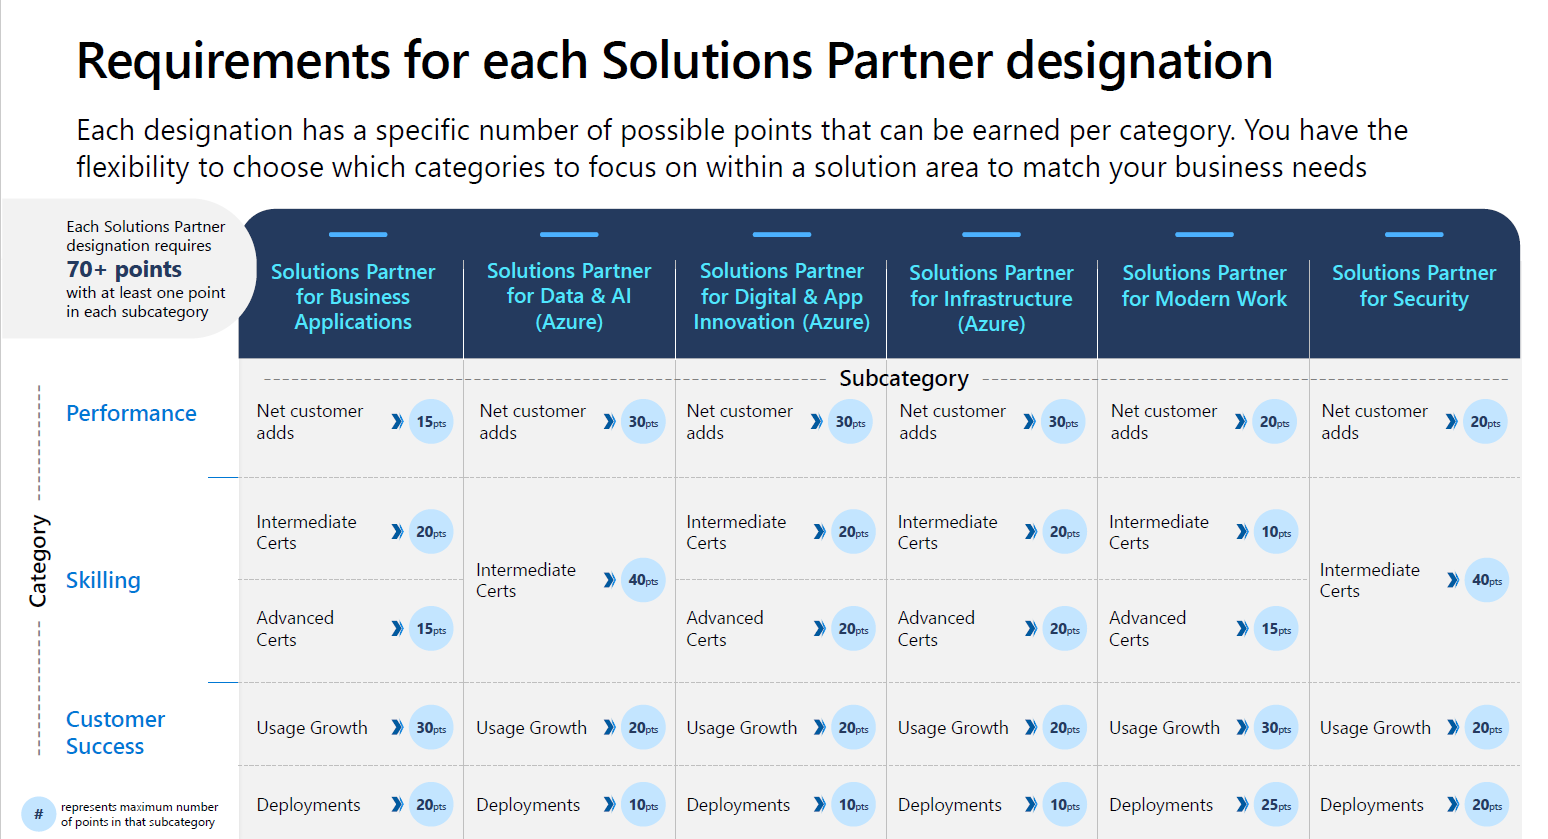 Requirements for each Solutions Partner designation
Each designation has a specific number of possible points that can be earned per category. You have the
flexibility to choose which categories to focus on within a solution area to match your business needs
Each Solutions Partner
designation requires
70+ points
with at least one point
in each subcategory
Solutions Partner
for Business
Applications
Solutions Partner
for Data & AI
(Azure)
Solutions Partner
for Digital & App
Innovation (Azure)
Solutions Partner
for Infrastructure
(Azure)
Solutions Partner
for Modern Work
Solutions Partner
for Security
Subcategory
Category
Performance
Net customer
adds
15pts
Net customer
adds
30pts
Net customer
adds
30pts
Net customer
adds
30pts
Net customer
adds
20pts
Net customer
adds
20pts
Skilling
Intermediate
Certs
20pts
Advanced
Certs
15pts
Intermediate
Certs
40pts
Intermediate
Certs
20pts
Advanced
Certs
20pts
Intermediate
Certs
20pts
Advanced
Certs
20pts
Intermediate
Certs
10pts
Advanced
Certs
15pts
Intermediate
Certs
40pts
Customer
Success
Usage Growth
30pts
Usage Growth
20pts
Usage Growth
20pts
Usage Growth
20pts
Usage Growth
30pts
Usage Growth
20pts
Deployments
20pts
Deployments
10pts
Deployments
10pts
Deployments
10pts
Deployments
25pts
Deployments
20pts
#
represents maximum number
of points in that subcategory